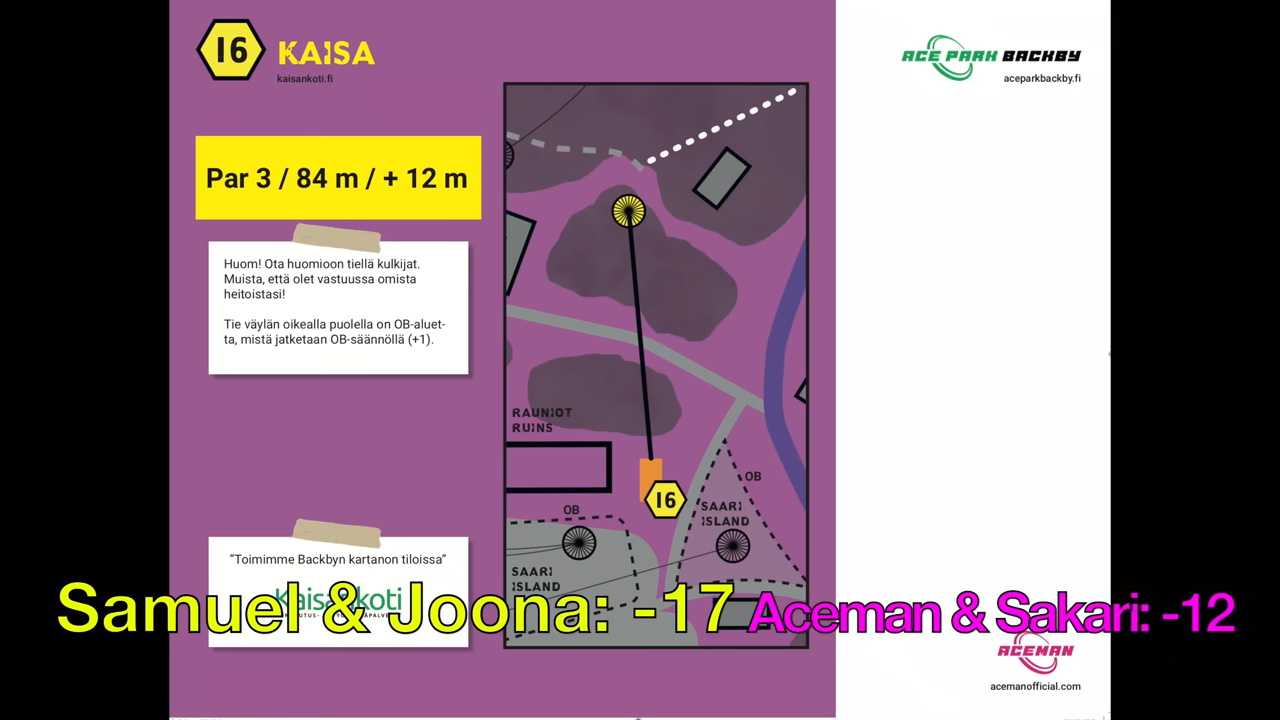 16
KAISA
kaisankoti.fi
ACE PARK BACKBY
aceparkbackby.fi
Par 3 / 84 m / + 12 m
Huom! Ota huomioon tiellä kulkijat.
Muista, että olet vastuussa omista
heitoistasi!
Tie väylän oikealla puolella on OB-aluet-
ta, mistä jatketaan OB-säännöllä (+1).
RAUNIOT
RUINS
16
OB
SAARI
ISLAND
OB
SAARI
ISLAND
"Toimimme Backbyn kartanon tiloissa"
Kaisankoti
Samuel & Joona: -17
Aceman & Sakari: -12
ACEMAN
acemanofficial.com